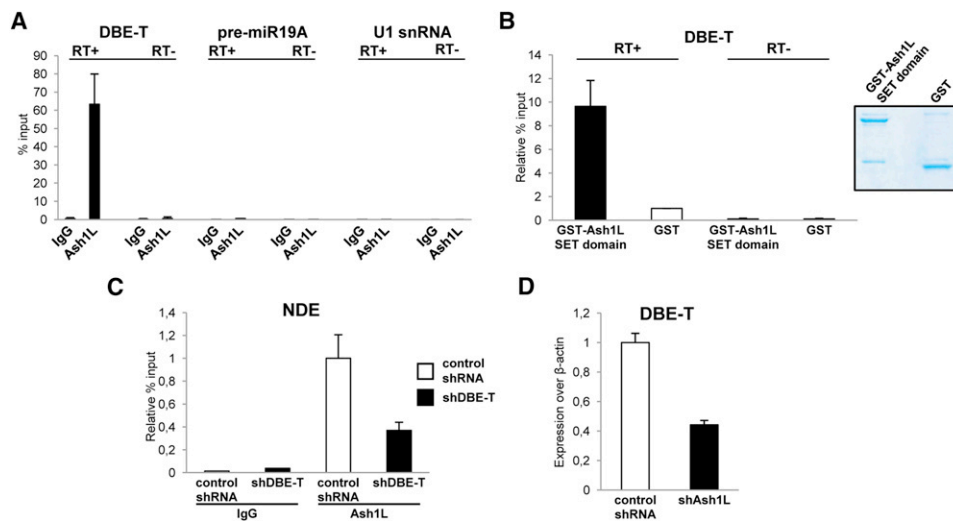 A
DBE-T pre-miR19A U1 snRNA
RT+ RT- RT+ RT- RT+ RT-
% input
90
80
70
60
50
40
30
20
10
0
IgG Ash1L IgG Ash1L IgG Ash1L IgG Ash1L IgG Ash1L IgG Ash1L
B
DBE-T
RT+ RT-
Relative % input
14
12
10
8
6
4
2
0
GST-Ash1L SET domain GST GST-Ash1L SET domain GST
GST-Ash1L
SET domain
GST
C
NDE
Relative % input
1,4
1,2
1
0,8
0,6
0,4
0,2
0
control
shRNA
shDBE-T
control shDBE-T control shDBE-T
shRNA shRNA
IgG Ash1L
D
DBE-T
Expression over β-actin
1,2
1
0,8
0,6
0,4
0,2
0
control shAsh1L
shRNA